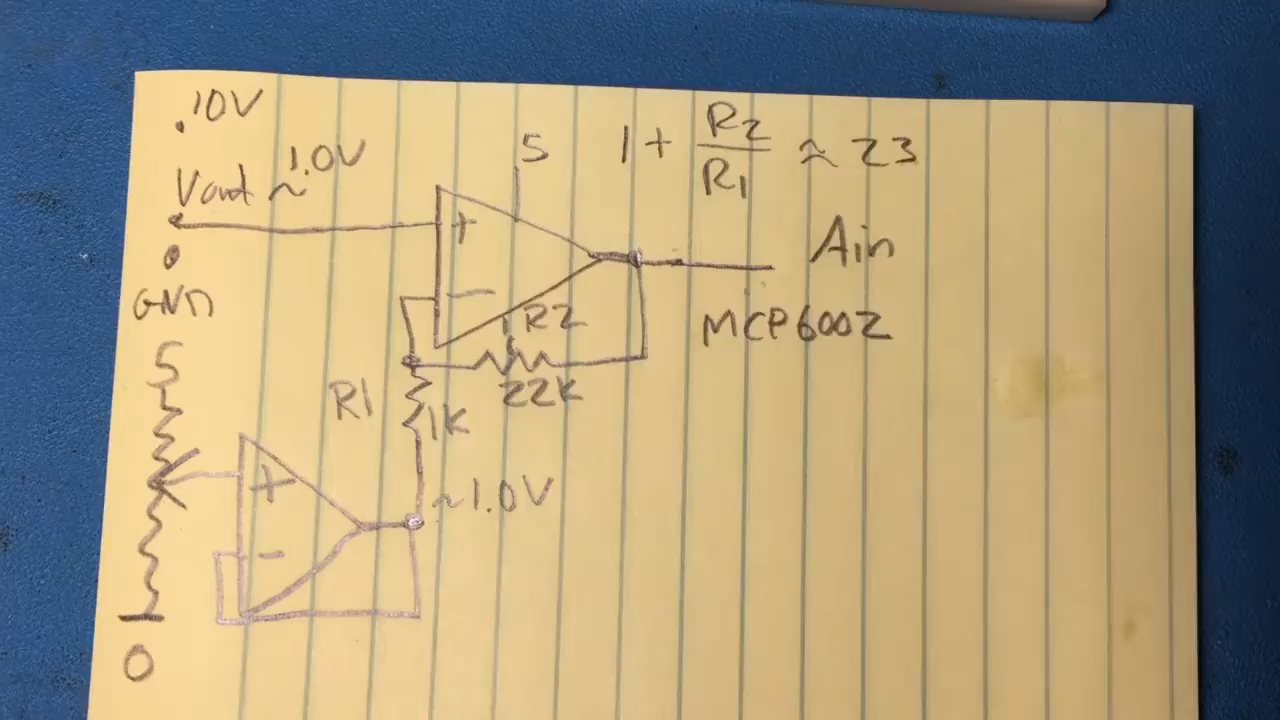 .10V
Vout ~ 1.0V
GND
5
1 + R2/R1 ≈ 23
Ain
MCP6002
+
-
R2
22K
R1
1K
5
+
-
~1.0V
0